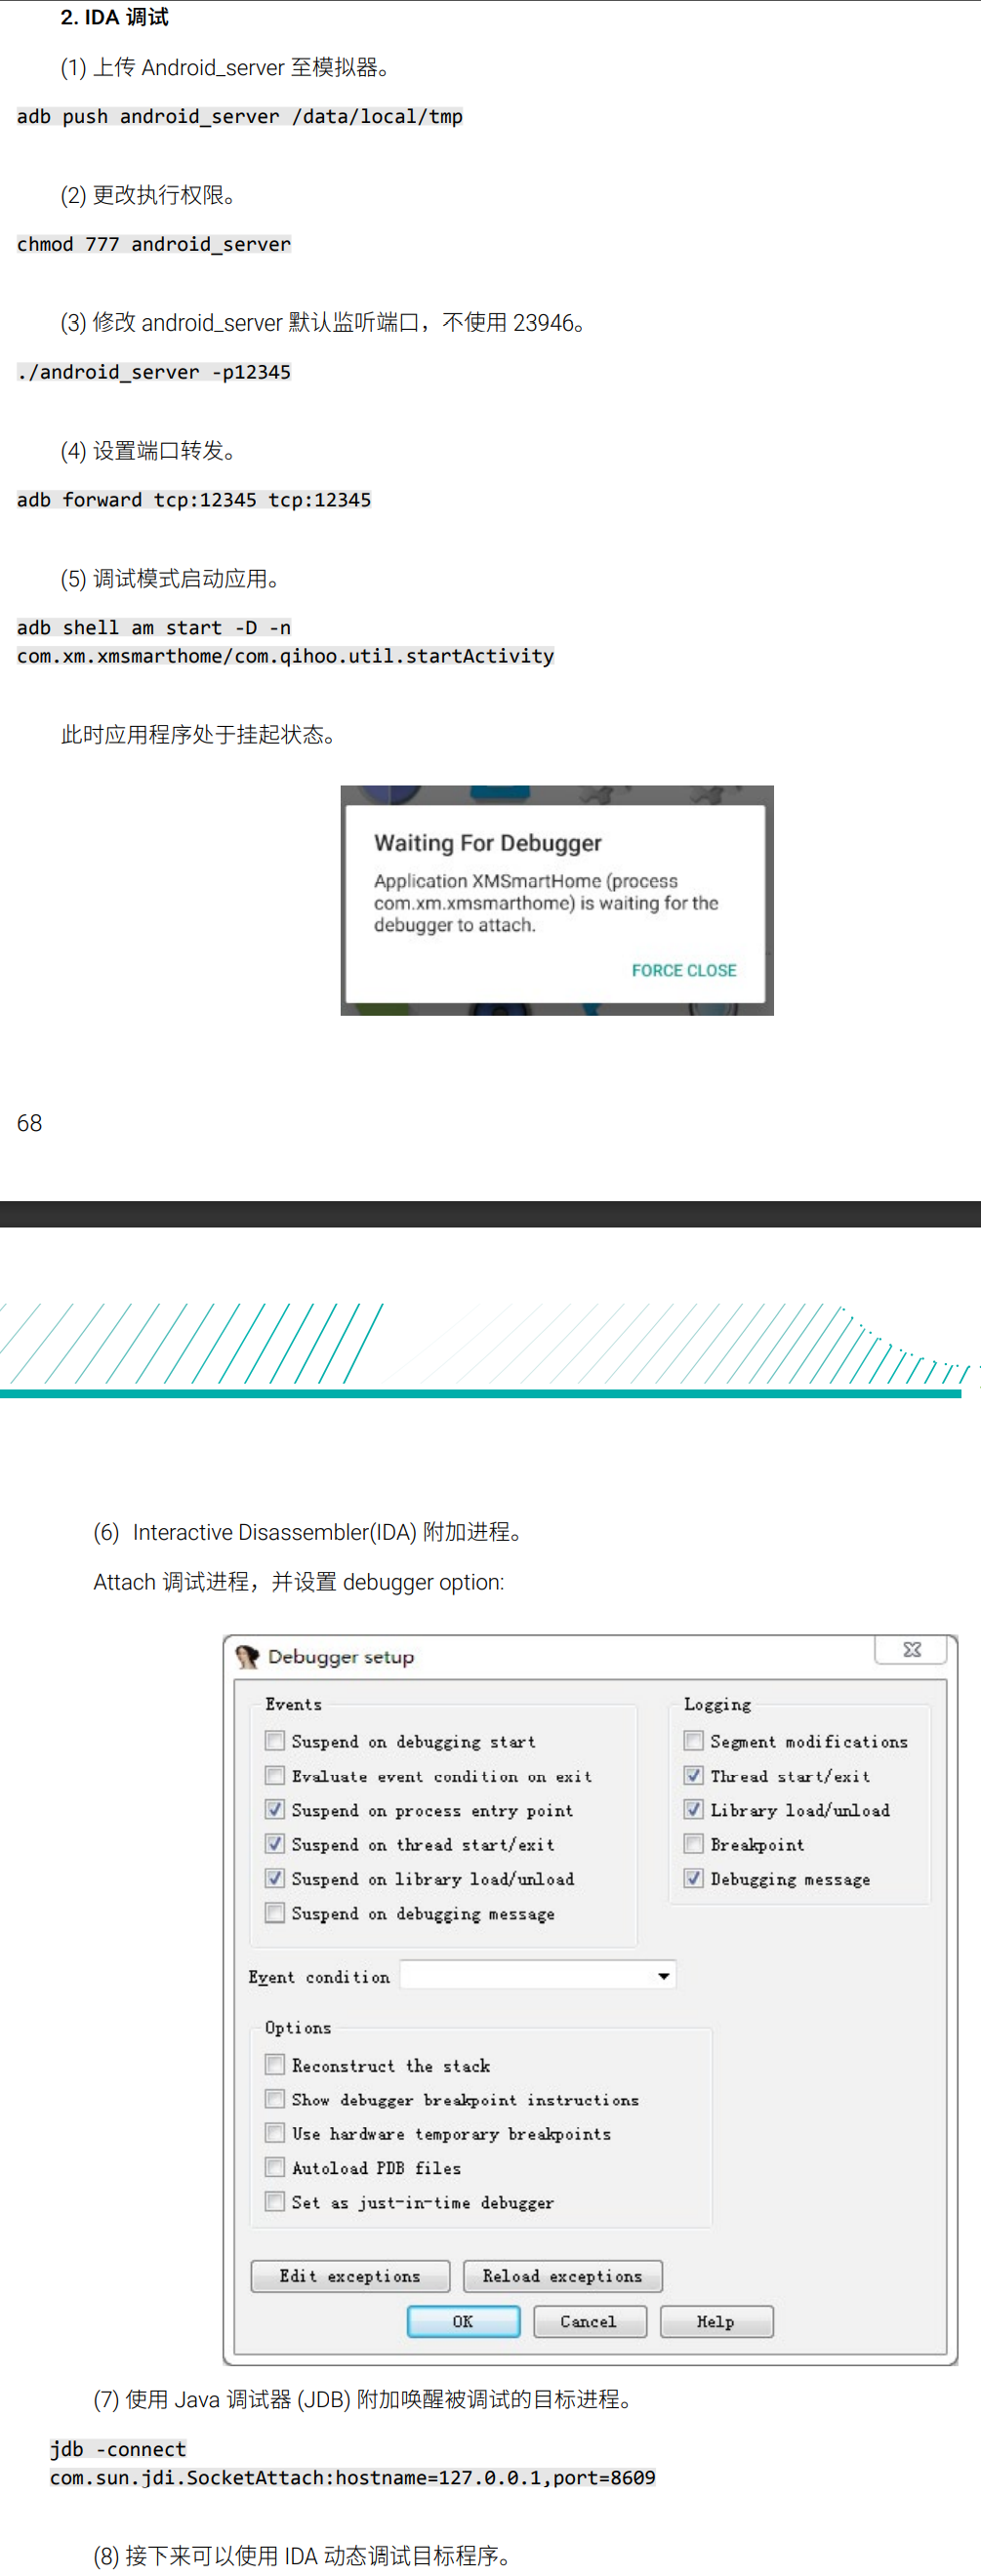 2. IDA 调试
(1) 上传 Android_server 至模拟器。
adb push android_server /data/local/tmp
(2) 更改执行权限。
chmod 777 android_server
(3) 修改 android_server 默认监听端口，不使用 23946。
./android_server -p12345
(4) 设置端口转发。
adb forward tcp:12345 tcp:12345
(5) 调试模式启动应用。
adb shell am start -D -n
com.xm.xmsmarthome/com.qihoo.util.startActivity
此时应用程序处于挂起状态。
Waiting For Debugger
Application XMSmartHome (process
com.xm.xmsmarthome) is waiting for the
debugger to attach.
FORCE CLOSE
68
(6) Interactive Disassembler(IDA) 附加进程。
Attach 调试进程，并设置 debugger option:
Debugger setup
Events
Suspend on debugging start
Evaluate event condition on exit
Suspend on process entry point
Suspend on thread start/exit
Suspend on library load/unload
Suspend on debugging message
Logging
Segment modifications
Thread start/exit
Library load/unload
Breakpoint
Debugging message
Event condition
Options
Reconstruct the stack
Show debugger breakpoint instructions
Use hardware temporary breakpoints
Autoload PDB files
Set as just-in-time debugger
Edit exceptions
Reload exceptions
OK
Cancel
Help
(7) 使用 Java 调试器 (JDB) 附加唤醒被调试的目标进程。
jdb -connect
com.sun.jdi.SocketAttach:hostname=127.0.0.1,port=8609
(8) 接下来可以使用 IDA 动态调试目标程序。